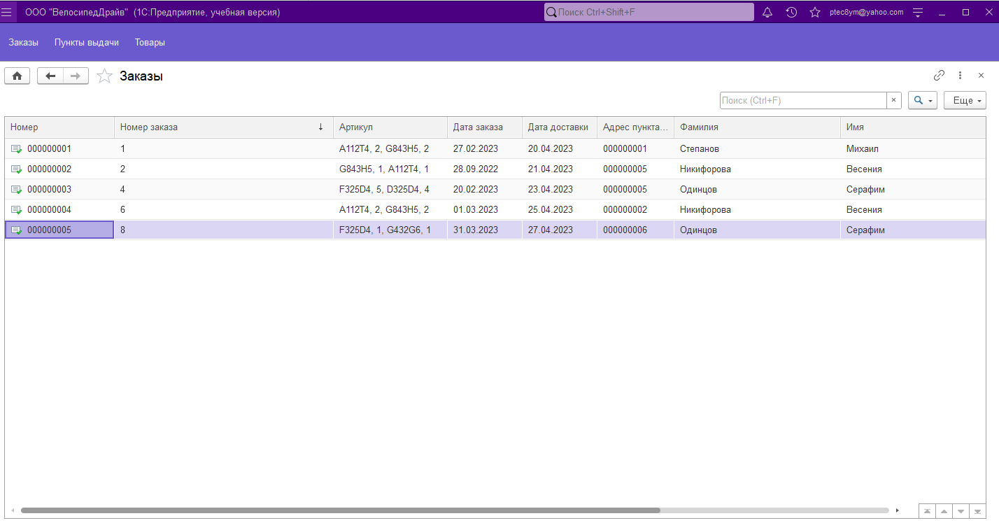 ООО "ВелосипедДрайв" (1С:Предприятие, учебная версия) Поиск Ctrl+Shift+F ptec8ym@yahoo.com
Заказы Пункты выдачи Товары
Заказы
Поиск (Ctrl+F) × Еще
Номер Номер заказа ↓ Артикул Дата заказа Дата доставки Адрес пункта... Фамилия Имя
000000001 1 A112T4, 2, G843H5, 2 27.02.2023 20.04.2023 000000001 Степанов Михаил
000000002 2 G843H5, 1, A112T4, 1 28.09.2022 21.04.2023 000000005 Никифорова Весения
000000003 4 F325D4, 5, D325D4, 4 20.02.2023 23.04.2023 000000005 Одинцов Серафим
000000004 6 A112T4, 2, G843H5, 2 01.03.2023 25.04.2023 000000002 Никифорова Весения
000000005 8 F325D4, 1, G432G6, 1 31.03.2023 27.04.2023 000000006 Одинцов Серафим